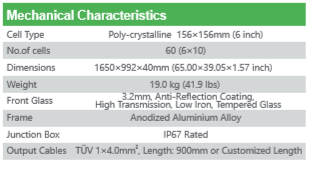 Mechanical Characteristics
Cell Type Poly-crystalline 156×156mm (6 inch)
No.of cells 60 (6×10)
Dimensions 1650×992×40mm (65.00×39.05×1.57 inch)
Weight 19.0 kg (41.9 lbs)
Front Glass 3.2mm, Anti-Reflection Coating,
High Transmission, Low Iron, Tempered Glass
Frame Anodized Aluminium Alloy
Junction Box IP67 Rated
Output Cables TÜV 1×4.0mm², Length: 900mm or Customized Length